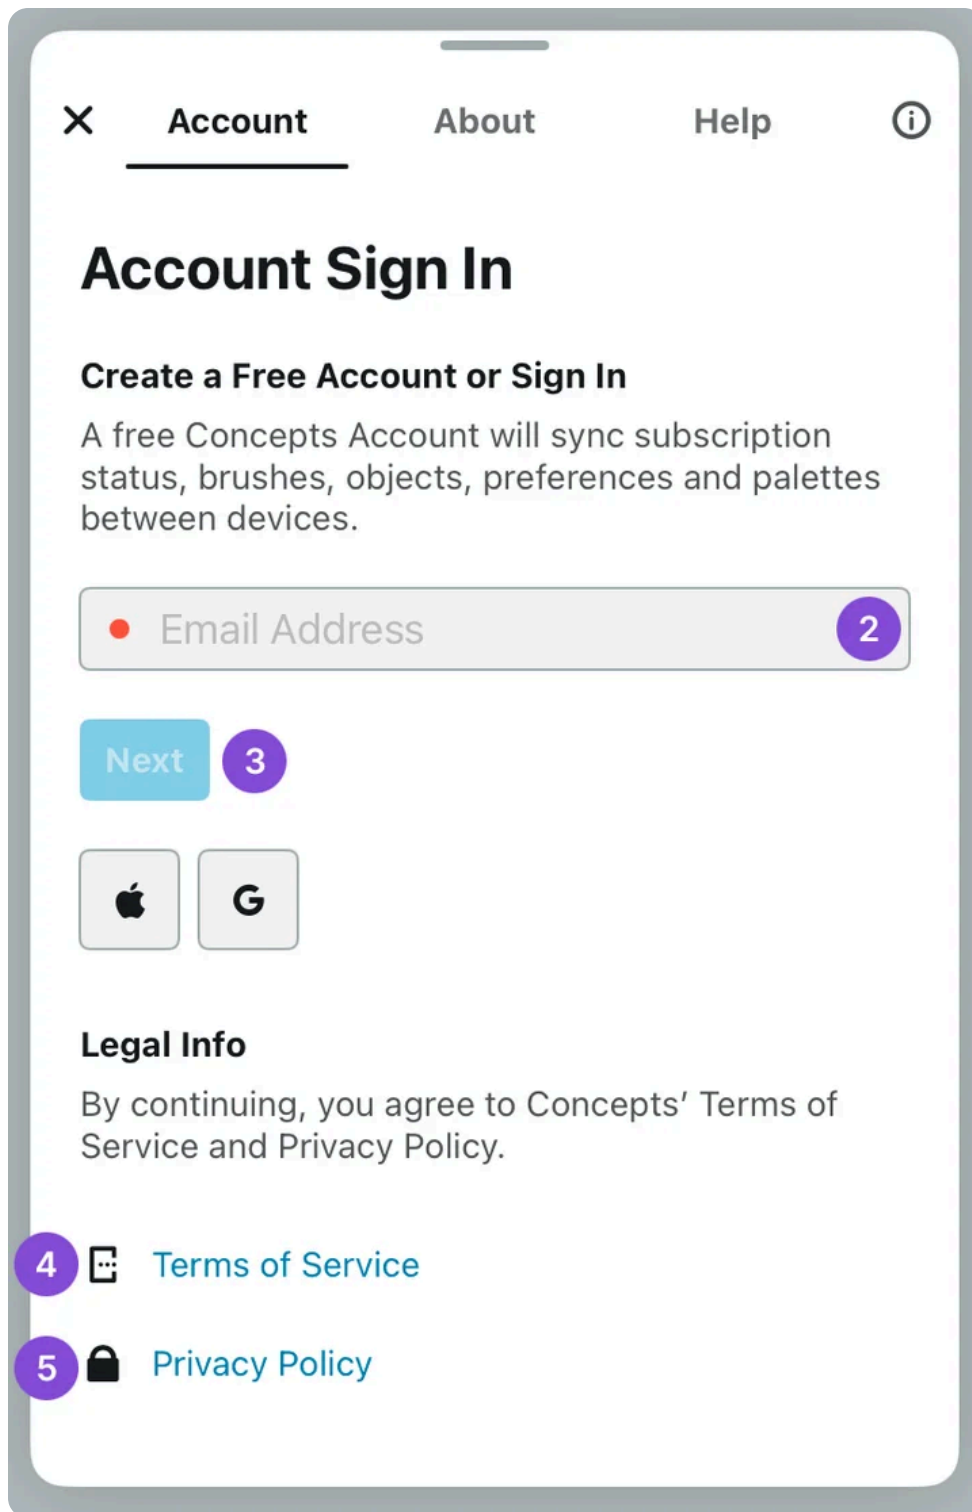 Account About Help
Account Sign In
Create a Free Account or Sign In
A free Concepts Account will sync subscription
status, brushes, objects, preferences and palettes
between devices.
Email Address 2
Next 3
G
Legal Info
By continuing, you agree to Concepts’ Terms of
Service and Privacy Policy.
4 Terms of Service
5 Privacy Policy